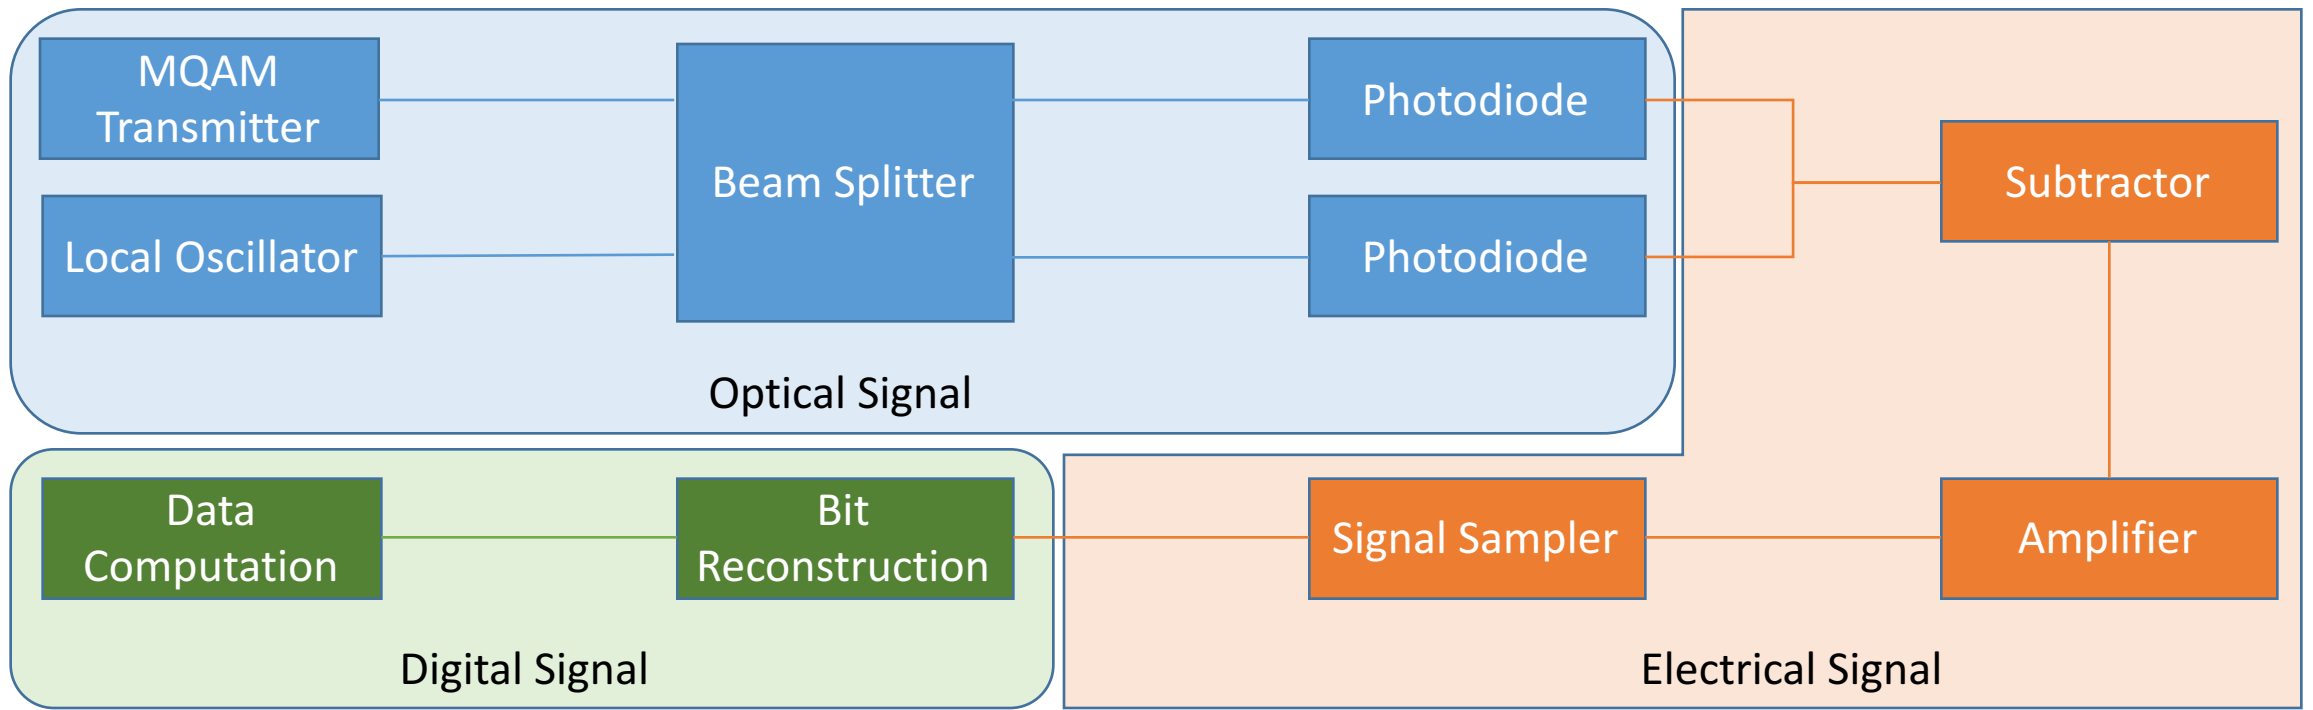 MQAM
Transmitter
Local Oscillator
Beam Splitter
Photodiode
Photodiode
Optical Signal
Subtractor
Amplifier
Signal Sampler
Electrical Signal
Bit
Reconstruction
Data
Computation
Digital Signal